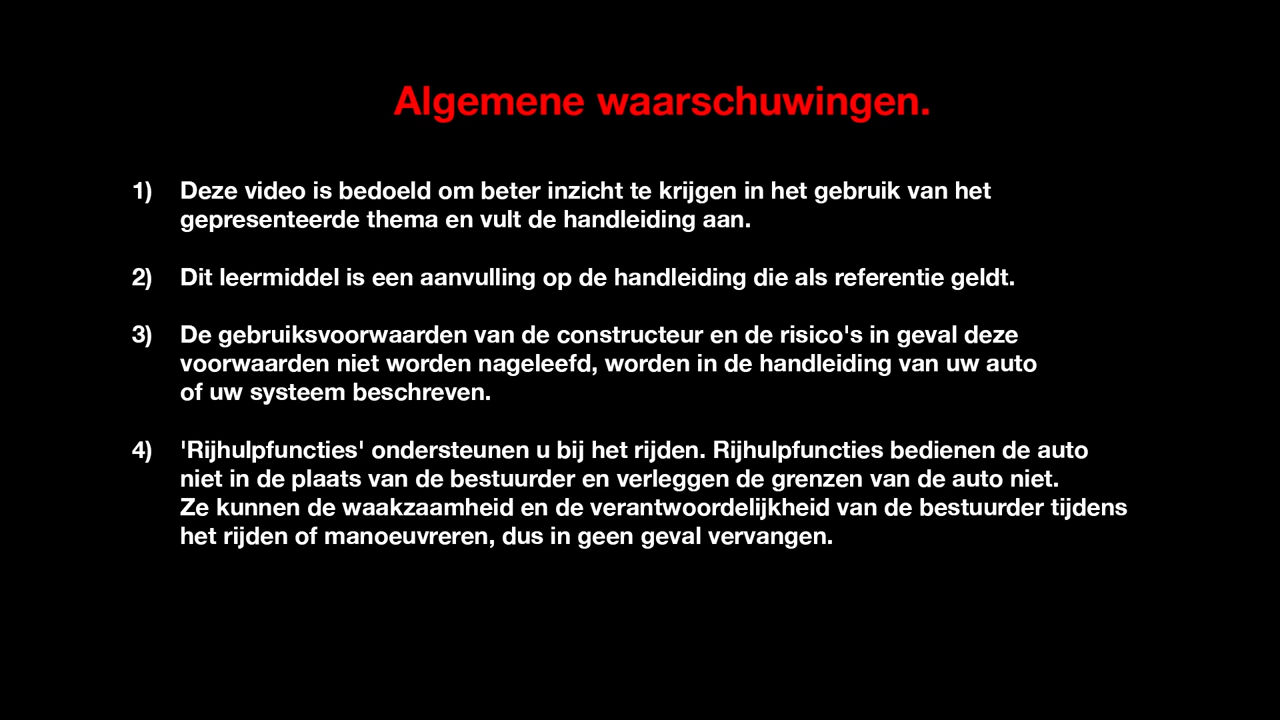 Algemene waarschuwingen.
1) Deze video is bedoeld om beter inzicht te krijgen in het gebruik van het
gepresenteerde thema en vult de handleiding aan.
2) Dit leermiddel is een aanvulling op de handleiding die als referentie geldt.
3) De gebruiksvoorwaarden van de constructeur en de risico's in geval deze
voorwaarden niet worden nageleefd, worden in de handleiding van uw auto
of uw systeem beschreven.
4) 'Rijhulpfuncties' ondersteunen u bij het rijden. Rijhulpfuncties bedienen de auto
niet in de plaats van de bestuurder en verleggen de grenzen van de auto niet.
Ze kunnen de waakzaamheid en de verantwoordelijkheid van de bestuurder tijdens
het rijden of manoeuvreren, dus in geen geval vervangen.